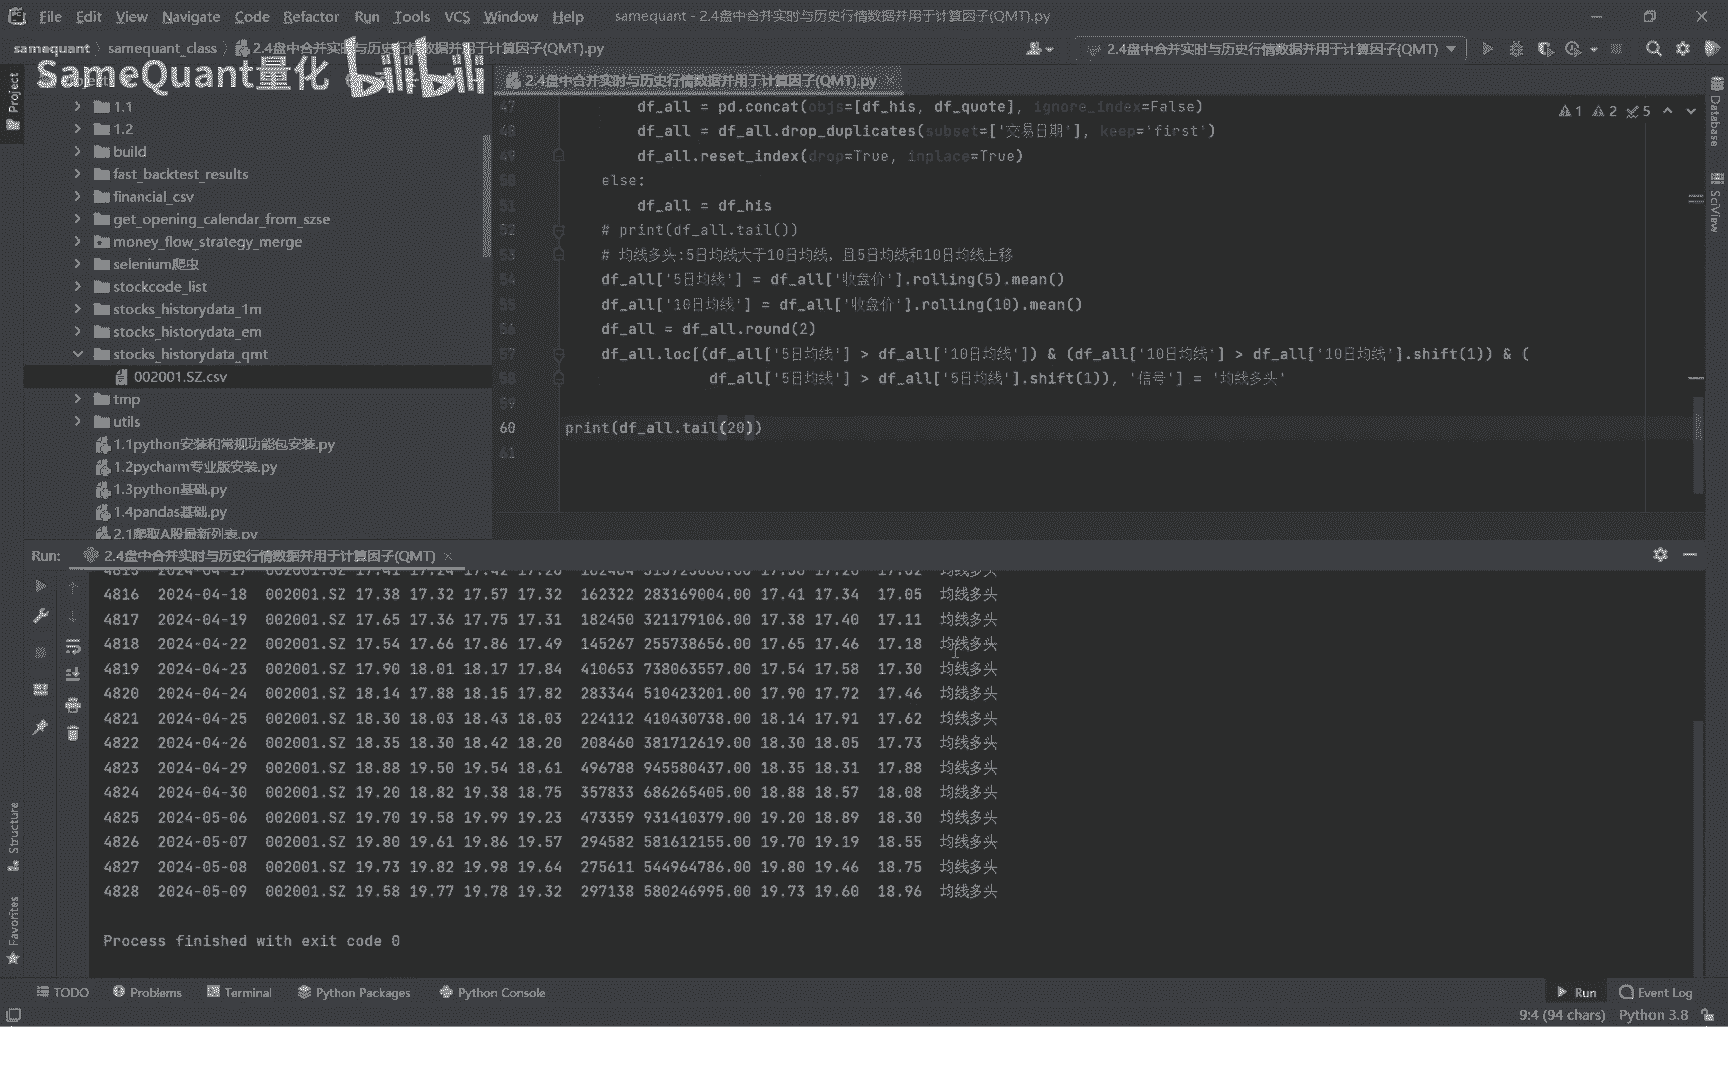 File Edit View Navigate Code Refactor Run Tools VCS Window Help samequant - 2.4盘中合并实时与历史行情数据并用于计算因子(QMT).py
samequant samequant_class 2.4盘中合并实时与历史行情数据并用于计算因子(QMT).py
2.4盘中合并实时与历史行情数据并用于计算因子(QMT)
SameQuant量化 bilibili
2.4盘中合并实时与历史行情数据并用于计算因子(QMT).py
Project
1.1
1.2
build
fast_backtest_results
financial_csv
get_opening_calendar_from_szse
money_flow_strategy_merge
selenium爬虫
stockcode_list
stocks_historydata_1m
stocks_historydata_em
stocks_historydata_qmt
002001.SZ.csv
tmp
utils
1.1python安装和常规功能包安装.py
1.2pycharm专业版安装.py
1.3python基础.py
1.4pandas基础.py
2.1爬取A股最新列表.py
47 df_all = pd.concat(objs=[df_his, df_quote], ignore_index=False)
48 df_all = df_all.drop_duplicates(subset=['交易日期'], keep='first')
49 df_all.reset_index(drop=True, inplace=True)
50 else:
51 df_all = df_his
52 # print(df_all.tail())
53 # 均线多头:5日均线大于10日均线，且5日均线和10日均线上移
54 df_all['5日均线'] = df_all['收盘价'].rolling(5).mean()
55 df_all['10日均线'] = df_all['收盘价'].rolling(10).mean()
56 df_all = df_all.round(2)
57 df_all.loc[(df_all['5日均线'] > df_all['10日均线']) & (df_all['10日均线'] > df_all['10日均线'].shift(1)) & (
58 df_all['5日均线'] > df_all['5日均线'].shift(1)), '信号'] = '均线多头'
59
60 print(df_all.tail(20))
61
1 2 5
Database
SciView
Run: 2.4盘中合并实时与历史行情数据并用于计算因子(QMT)
4816 2024-04-18 002001.SZ 17.38 17.32 17.57 17.32 162322 283169004.00 17.41 17.34 17.05 均线多头
4817 2024-04-19 002001.SZ 17.65 17.36 17.75 17.31 182450 321179106.00 17.38 17.40 17.11 均线多头
4818 2024-04-22 002001.SZ 17.54 17.66 17.86 17.49 145267 255738656.00 17.65 17.46 17.18 均线多头
4819 2024-04-23 002001.SZ 17.90 18.01 18.17 17.84 410653 738063557.00 17.54 17.58 17.30 均线多头
4820 2024-04-24 002001.SZ 18.14 17.88 18.15 17.82 283344 510423201.00 17.90 17.72 17.46 均线多头
4821 2024-04-25 002001.SZ 18.30 18.03 18.43 18.03 224112 410430738.00 18.14 17.91 17.62 均线多头
4822 2024-04-26 002001.SZ 18.35 18.30 18.42 18.20 208460 381712619.00 18.30 18.05 17.73 均线多头
4823 2024-04-29 002001.SZ 18.88 19.50 19.54 18.61 496788 945580437.00 18.35 18.31 17.88 均线多头
4824 2024-04-30 002001.SZ 19.20 18.82 19.38 18.75 357833 686265405.00 18.88 18.57 18.08 均线多头
4825 2024-05-06 002001.SZ 19.70 19.58 19.99 19.23 473359 931410379.00 19.20 18.89 18.30 均线多头
4826 2024-05-07 002001.SZ 19.80 19.61 19.86 19.57 294582 581612155.00 19.70 19.19 18.55 均线多头
4827 2024-05-08 002001.SZ 19.73 19.82 19.98 19.64 275611 544964786.00 19.80 19.46 18.75 均线多头
4828 2024-05-09 002001.SZ 19.58 19.77 19.78 19.32 297138 580246995.00 19.73 19.60 18.96 均线多头
Process finished with exit code 0
Structure
Favorites
TODO Problems Terminal Python Packages Python Console Run Event Log
9:4 (94 chars) Python 3.8